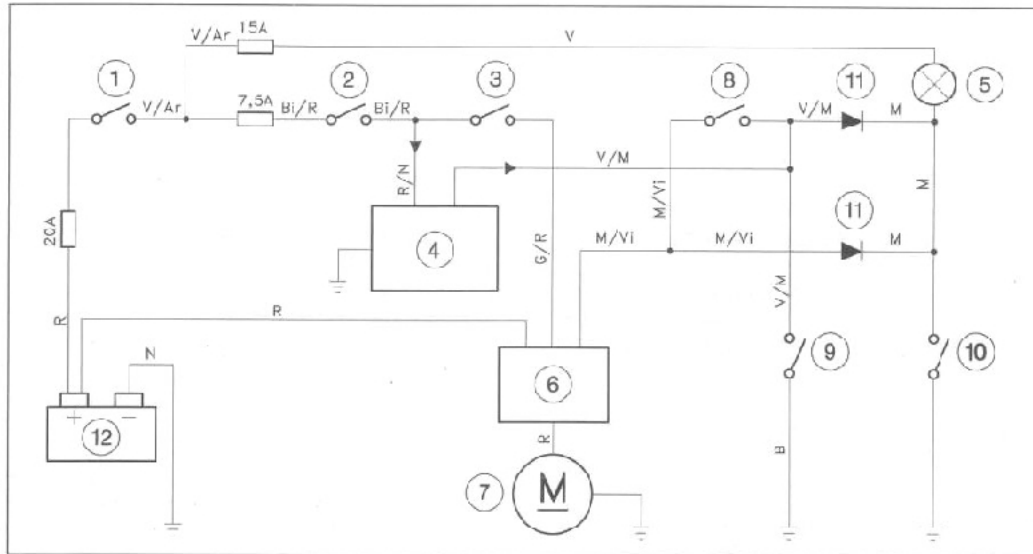 V/Ar 15A V
1 2 3 8 11 5
V/Ar 7,5A Bi/R Bi/R V/M M
R/N V/M
M/Vi M
20A 4 G/R M/Vi M/Vi 11 M
V/M
R R
N 9 10
+ − 6
12 R B
7 M